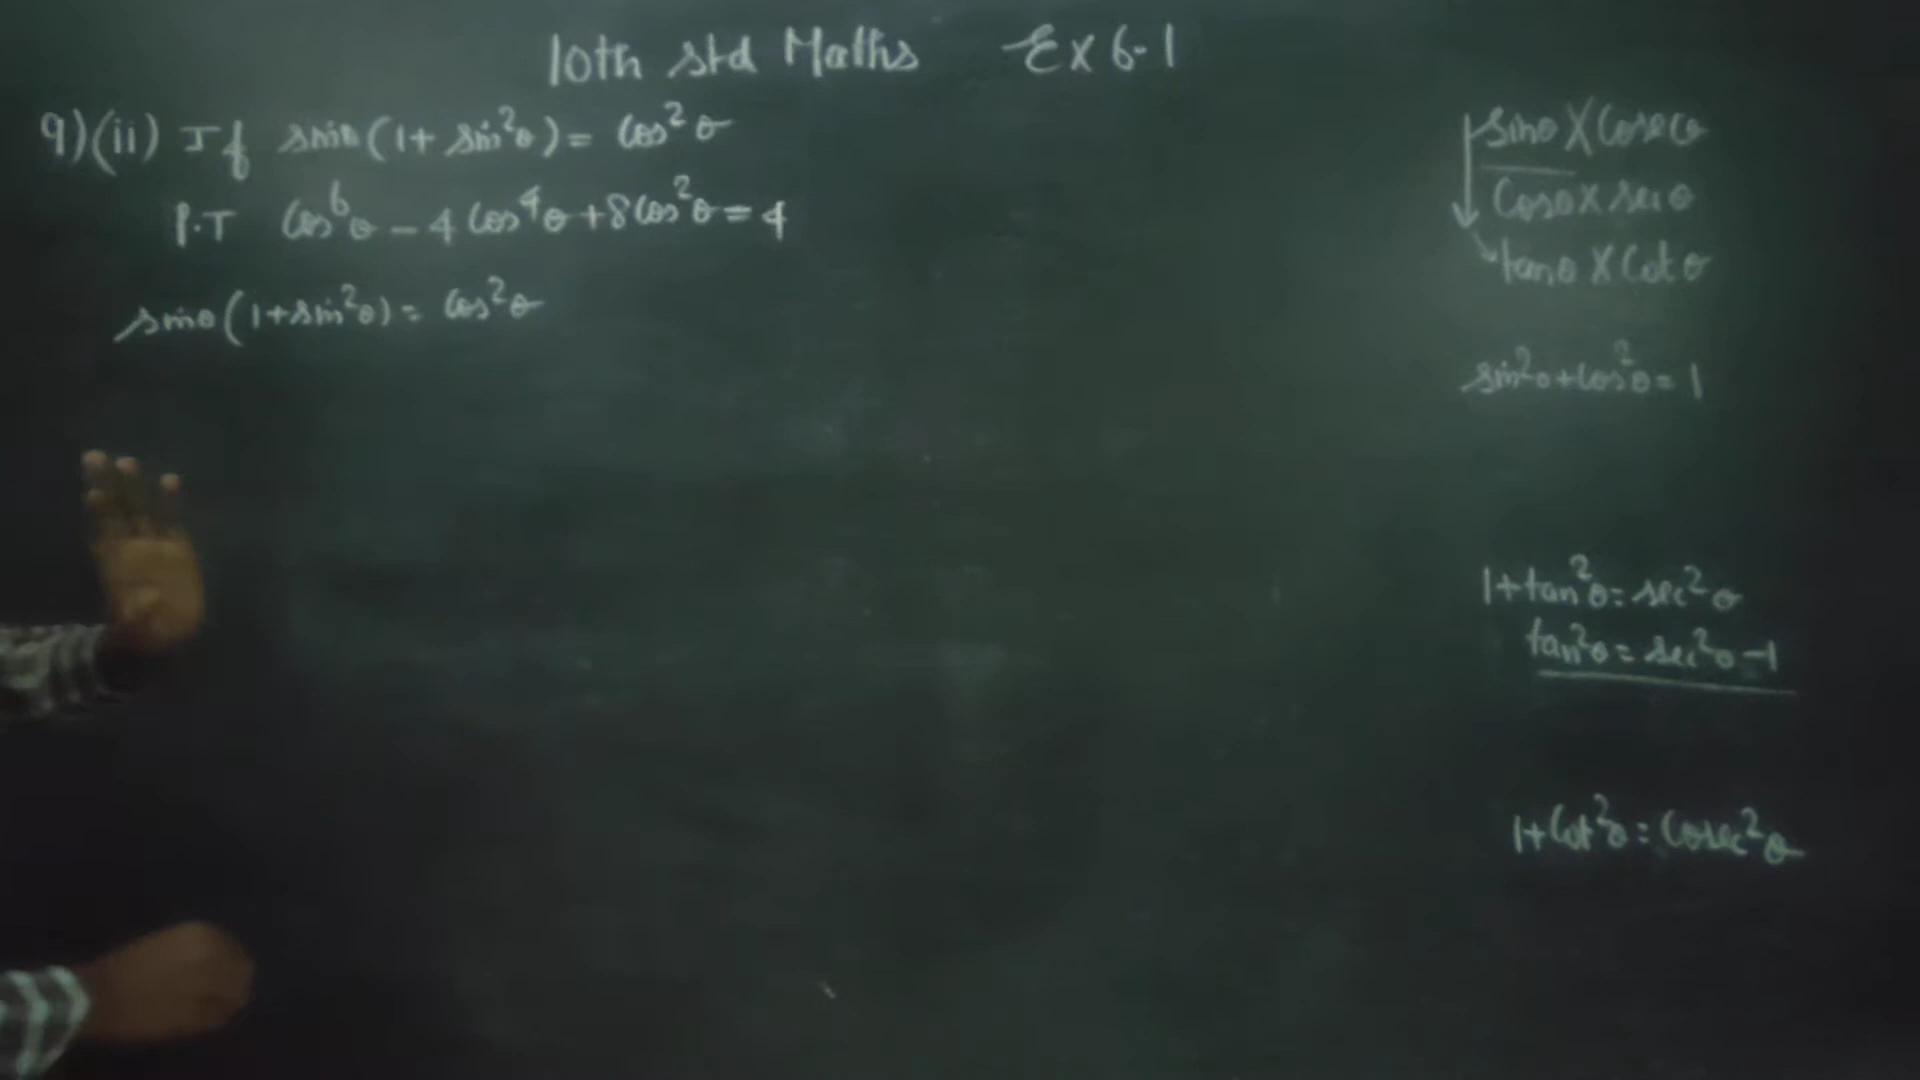 10th std Maths Ex 6.1
9)(ii) If sinθ(1+ sin²θ) = cos²θ
P.T cos⁶θ - 4 cos⁴θ + 8cos²θ = 4
sinθ(1+sin²θ) = cos²θ
sinθ X Cosecθ
Cosθ x secθ
tanθ X Cotθ
sin²θ + cos²θ = 1
1+tan²θ = sec²θ
tan²θ = sec²θ - 1
1+Cot²θ = Cosec²θ